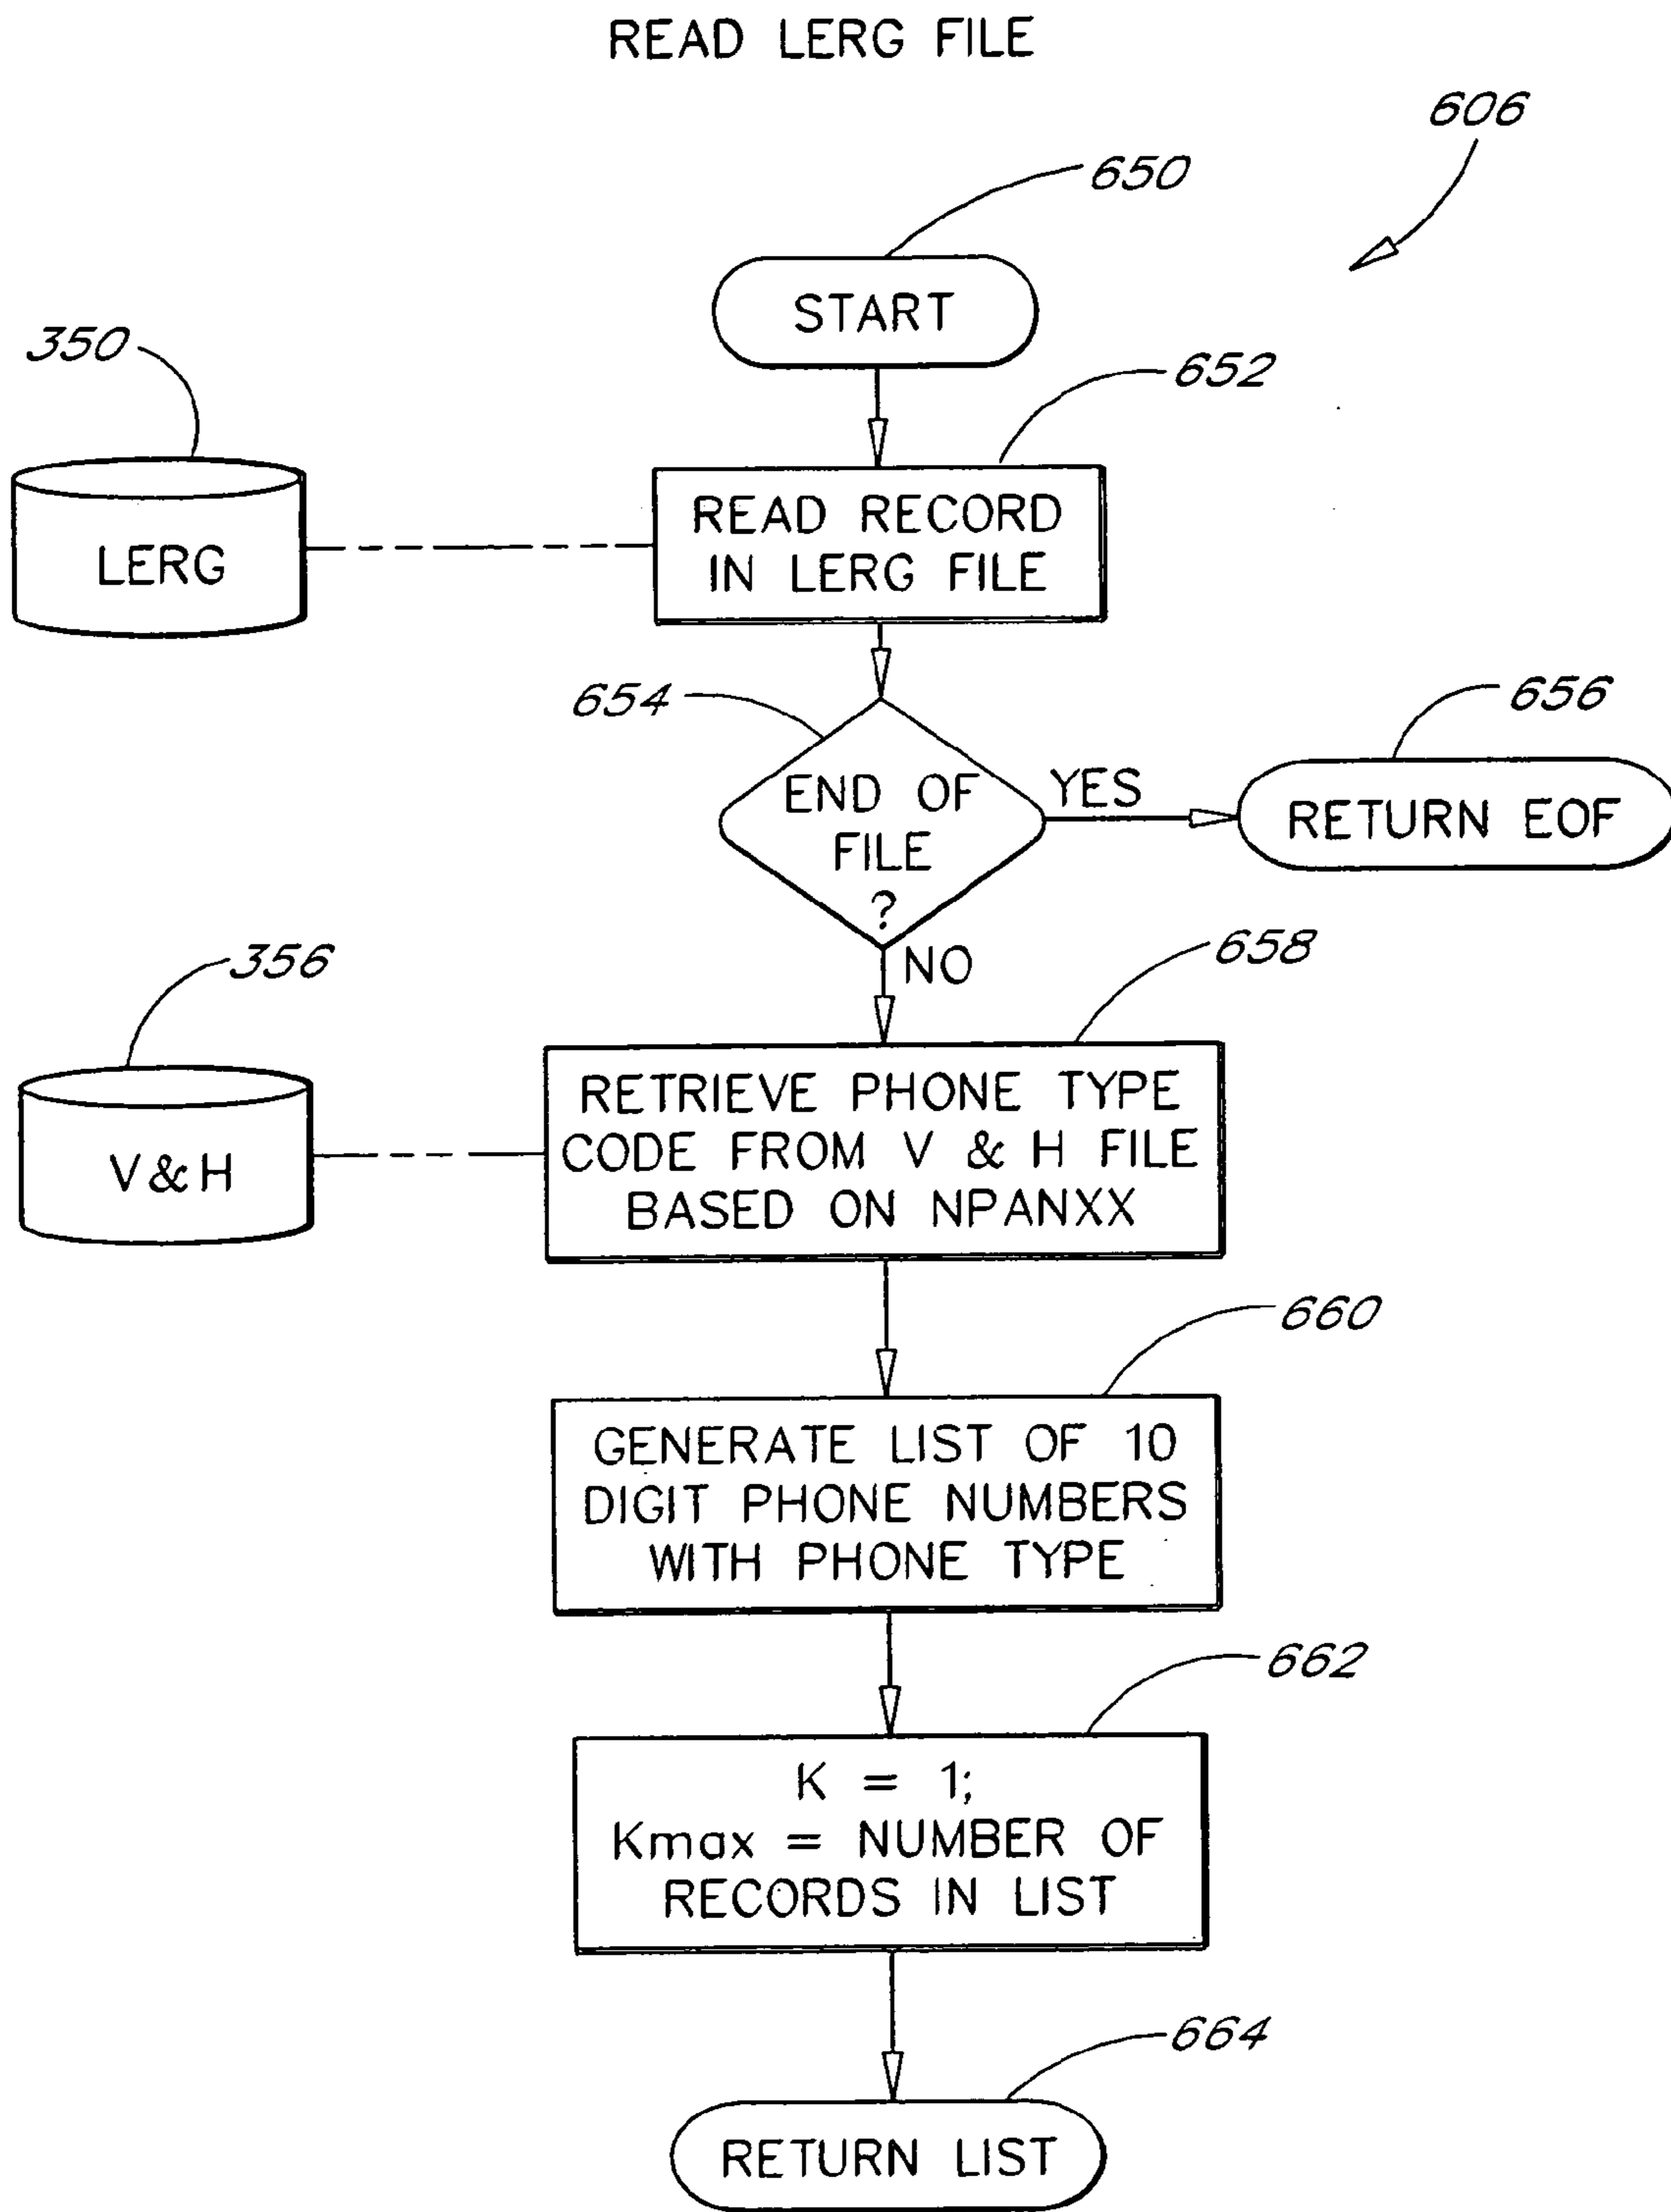 READ LERG FILE
606
650
START
350
652
LERG
READ RECORD
IN LERG FILE
654
656
END OF
FILE
?
YES
RETURN EOF
NO
356
658
V & H
RETRIEVE PHONE TYPE
CODE FROM V & H FILE
BASED ON NPANXX
660
GENERATE LIST OF 10
DIGIT PHONE NUMBERS
WITH PHONE TYPE
662
K = 1;
Kmax = NUMBER OF
RECORDS IN LIST
664
RETURN LIST